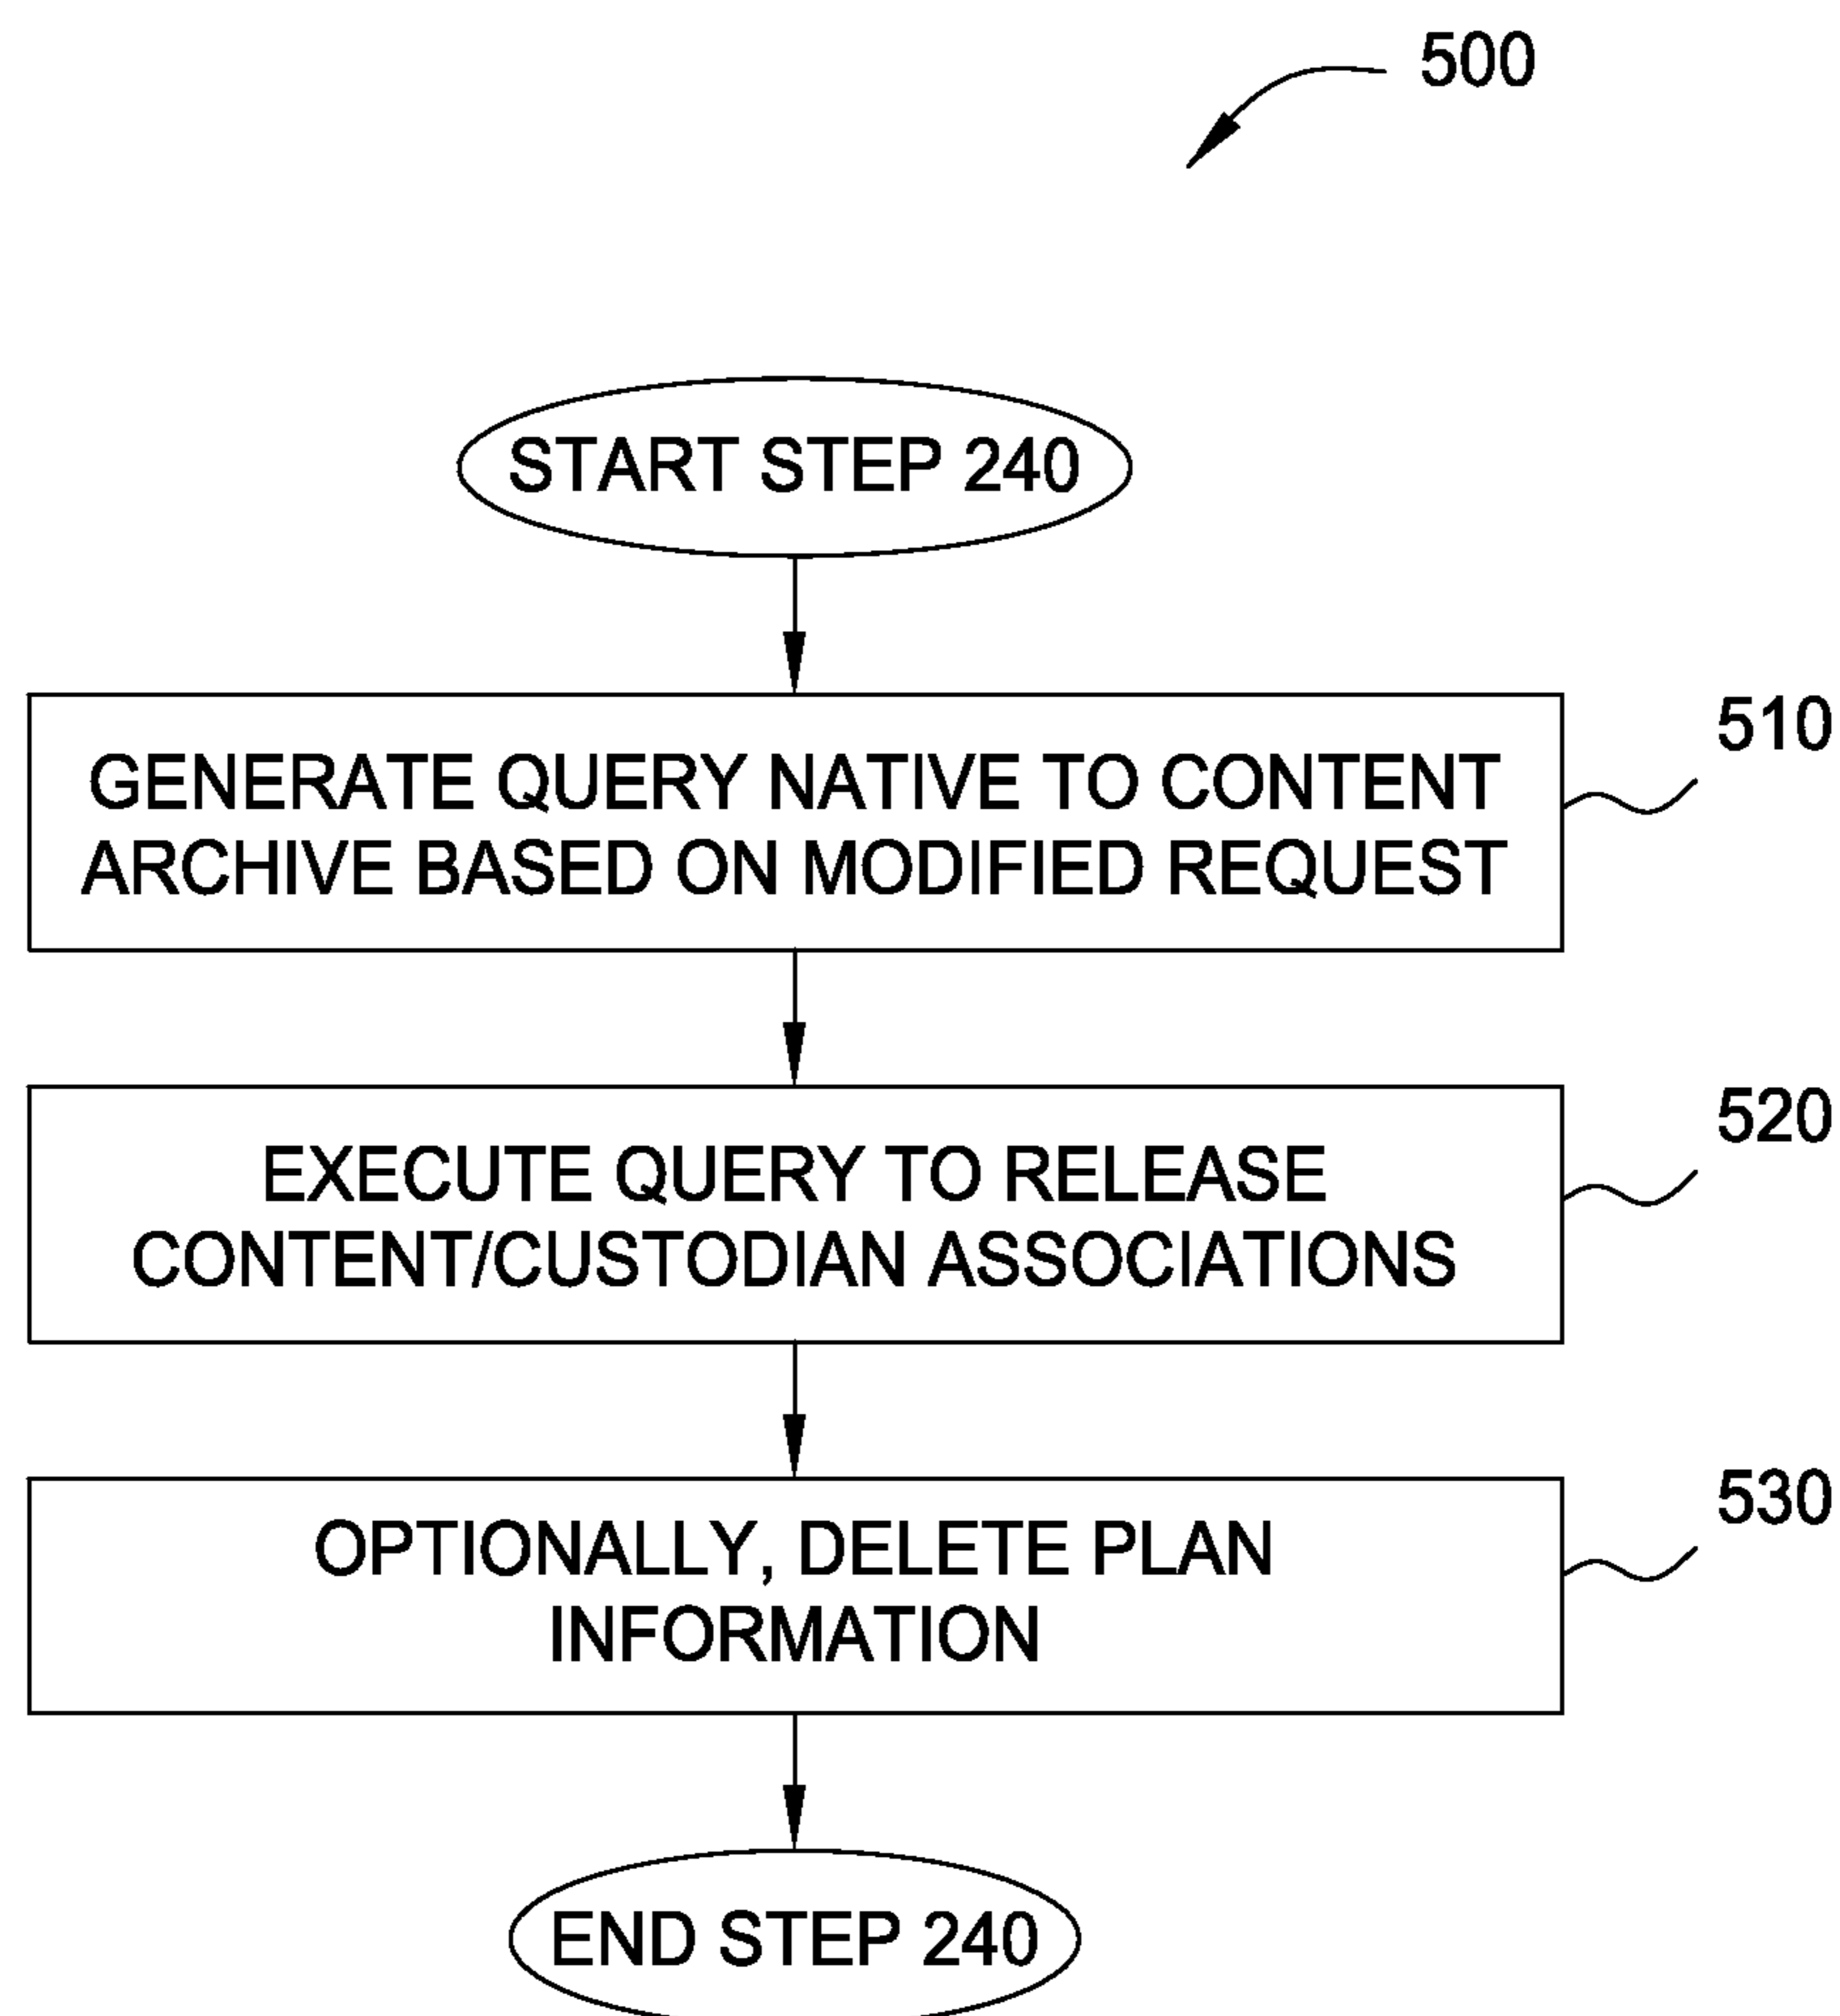 500
START STEP 240
GENERATE QUERY NATIVE TO CONTENT
ARCHIVE BASED ON MODIFIED REQUEST
510
EXECUTE QUERY TO RELEASE
CONTENT/CUSTODIAN ASSOCIATIONS
520
OPTIONALLY, DELETE PLAN
INFORMATION
530
END STEP 240